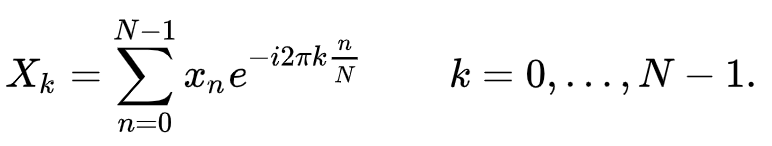 $X_k = \sum_{n=0}^{N-1} x_n e^{-i2\pi k \frac{n}{N}} \qquad k = 0, \ldots, N-1.$